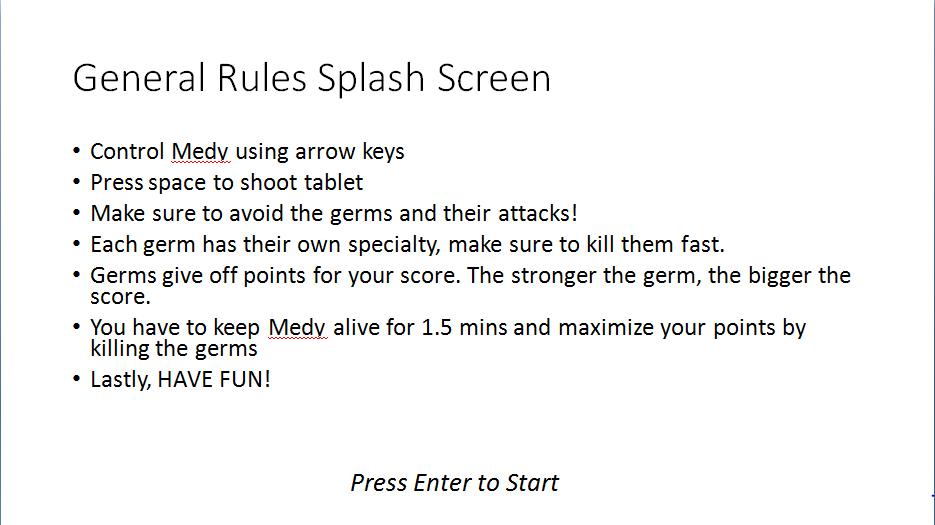 General Rules Splash Screen
• Control Medy using arrow keys
• Press space to shoot tablet
• Make sure to avoid the germs and their attacks!
• Each germ has their own specialty, make sure to kill them fast.
• Germs give off points for your score. The stronger the germ, the bigger the
score.
• You have to keep Medy alive for 1.5 mins and maximize your points by
killing the germs
• Lastly, HAVE FUN!
Press Enter to Start